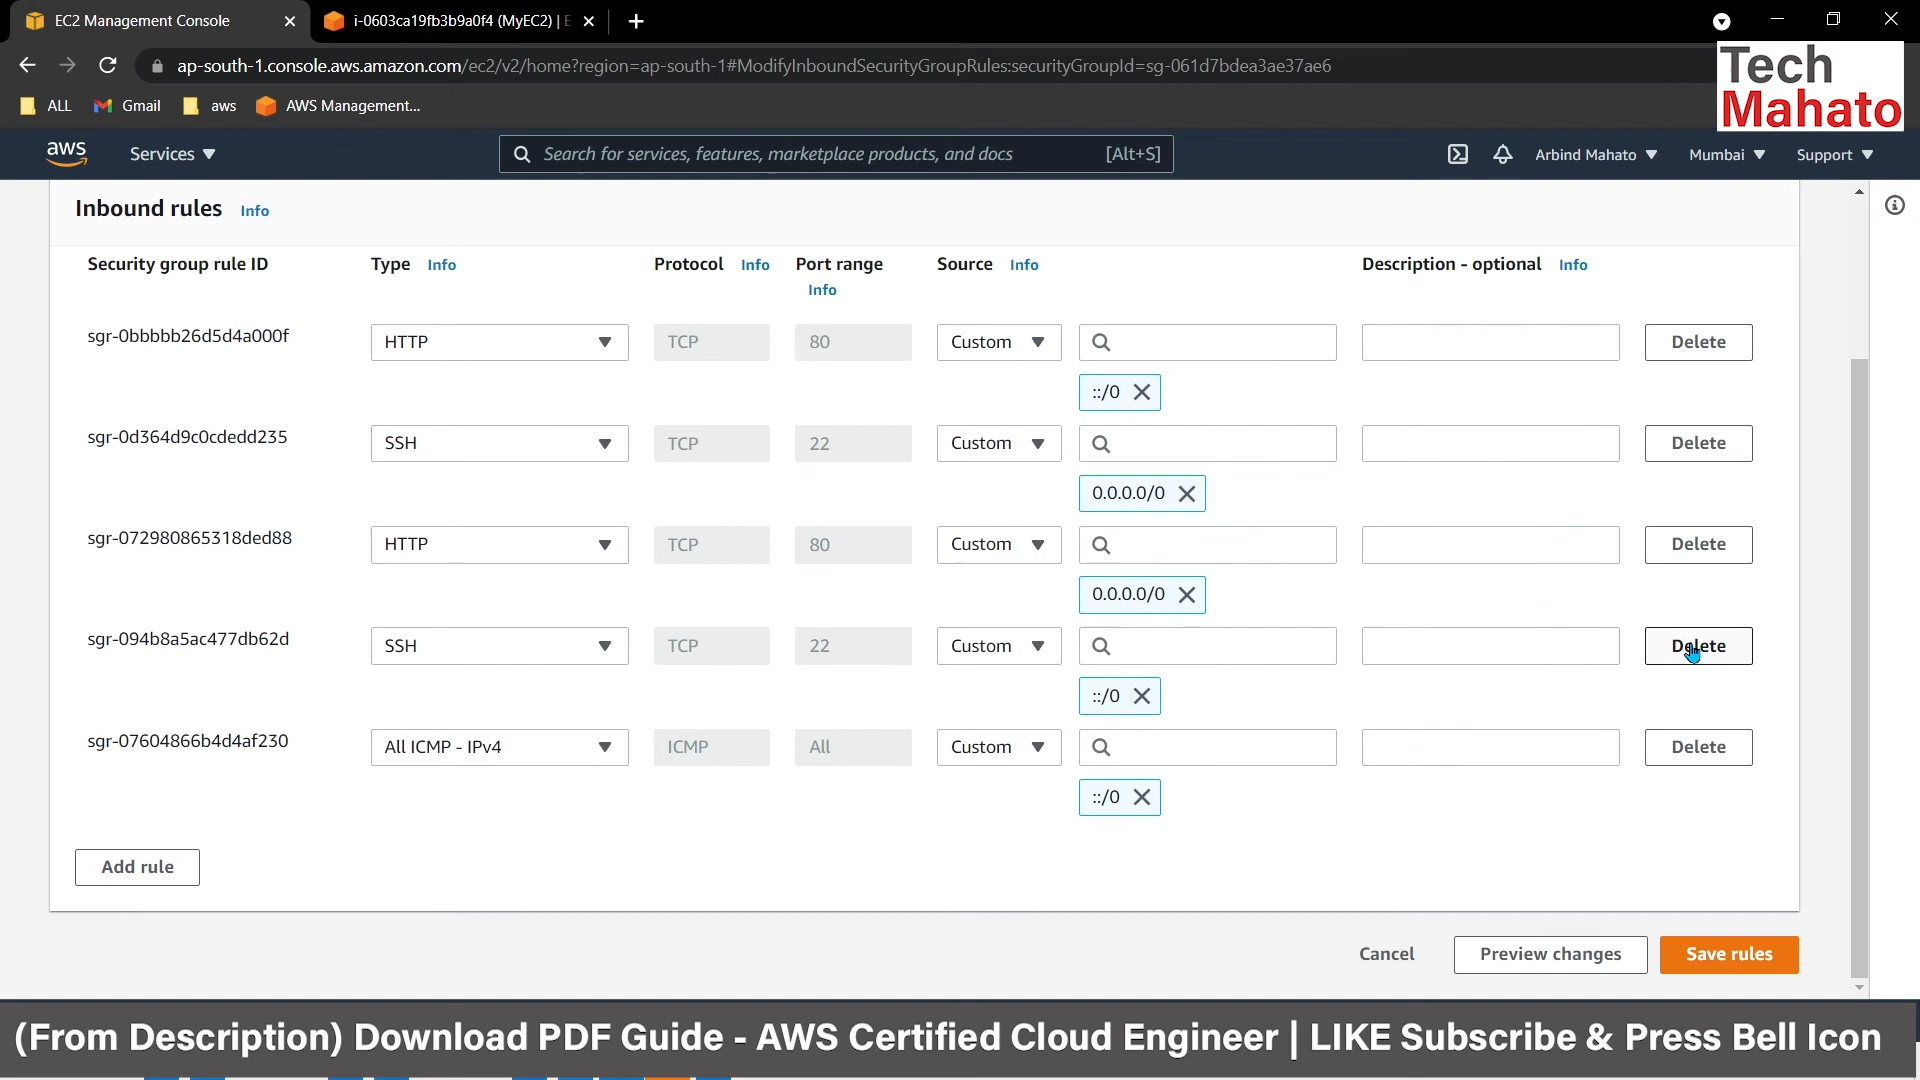 EC2 Management Console
i-0603ca19fb3b9a0f4 (MyEC2) | E
ap-south-1.console.aws.amazon.com/ec2/v2/home?region=ap-south-1#ModifyInboundSecurityGroupRules:securityGroupId=sg-061d7bdea3ae37ae6
Tech
Mahato
ALL Gmail aws AWS Management...
aws Services Search for services, features, marketplace products, and docs [Alt+S] Arbind Mahato Mumbai Support
Inbound rules Info
Security group rule ID Type Info Protocol Info Port range Source Info Description - optional Info
Info
sgr-0bbbbb26d5d4a000f HTTP TCP 80 Custom Delete
::/0
sgr-0d364d9c0cdedd235 SSH TCP 22 Custom Delete
0.0.0.0/0
sgr-072980865318ded88 HTTP TCP 80 Custom Delete
0.0.0.0/0
sgr-094b8a5ac477db62d SSH TCP 22 Custom Delete
::/0
sgr-07604866b4d4af230 All ICMP - IPv4 ICMP All Custom Delete
::/0
Add rule
Cancel Preview changes Save rules
(From Description) Download PDF Guide - AWS Certified Cloud Engineer | LIKE Subscribe & Press Bell Icon